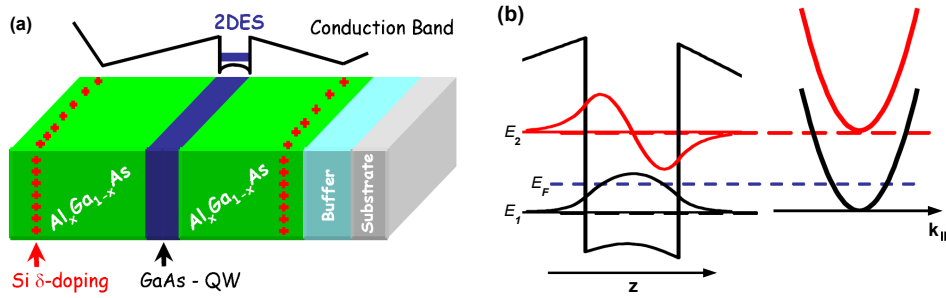 (a)
2DES
Conduction Band
AlxGa1-xAs
AlxGa1-xAs
Buffer
Substrate
Si δ-doping
GaAs - QW
(b)
E2
EF
E1
z
k||